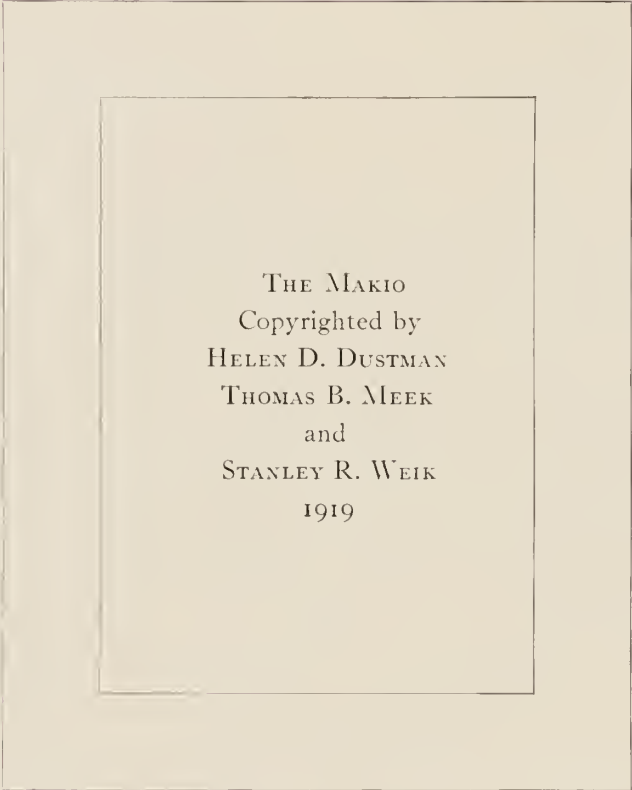 The Makio
Copyrighted by
Helen D. Dustman
Thomas B. Meek
and
Stanley R. Weik
1919